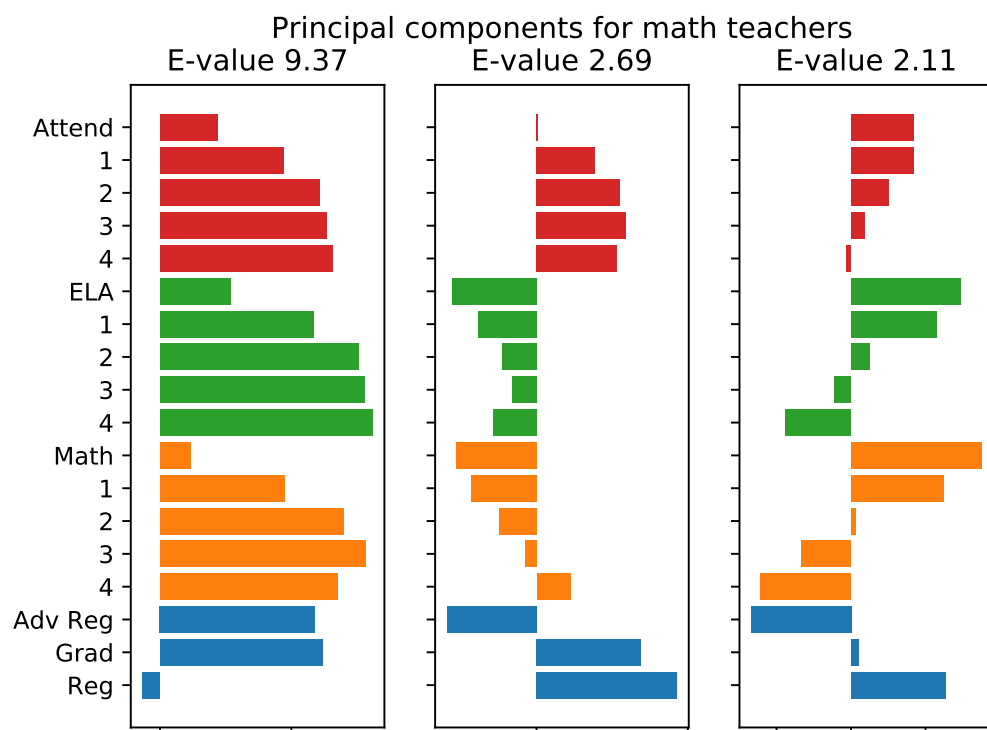 Principal components for math teachers
E-value 9.37
E-value 2.69
E-value 2.11
Attend
1
2
3
4
ELA
1
2
3
4
Math
1
2
3
4
Adv Reg
Grad
Reg